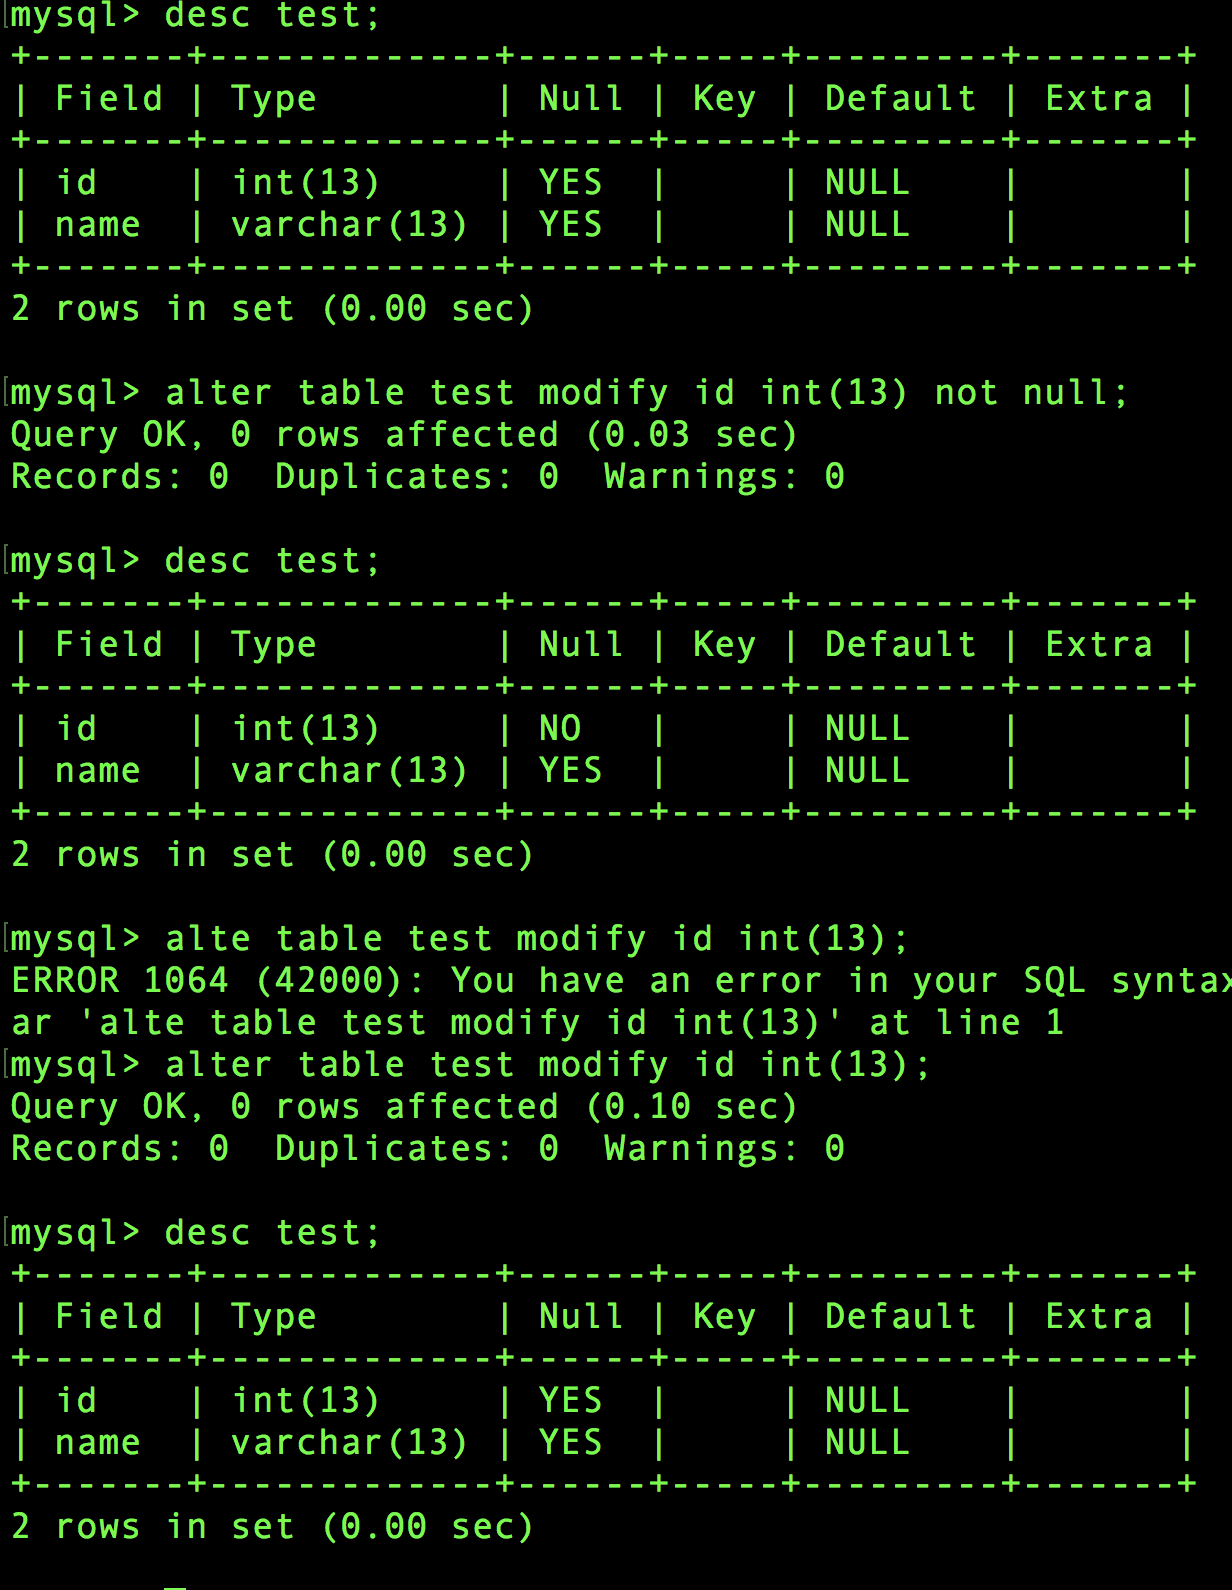 mysql> desc test;
+-------+-------------+------+-----+---------+-------+
| Field | Type        | Null | Key | Default | Extra |
+-------+-------------+------+-----+---------+-------+
| id    | int(13)     | YES  |     | NULL    |       |
| name  | varchar(13) | YES  |     | NULL    |       |
+-------+-------------+------+-----+---------+-------+
2 rows in set (0.00 sec)

mysql> alter table test modify id int(13) not null;
Query OK, 0 rows affected (0.03 sec)
Records: 0  Duplicates: 0  Warnings: 0

mysql> desc test;
+-------+-------------+------+-----+---------+-------+
| Field | Type        | Null | Key | Default | Extra |
+-------+-------------+------+-----+---------+-------+
| id    | int(13)     | NO   |     | NULL    |       |
| name  | varchar(13) | YES  |     | NULL    |       |
+-------+-------------+------+-----+---------+-------+
2 rows in set (0.00 sec)

mysql> alte table test modify id int(13);
ERROR 1064 (42000): You have an error in your SQL syntax
ar 'alte table test modify id int(13)' at line 1
mysql> alter table test modify id int(13);
Query OK, 0 rows affected (0.10 sec)
Records: 0  Duplicates: 0  Warnings: 0

mysql> desc test;
+-------+-------------+------+-----+---------+-------+
| Field | Type        | Null | Key | Default | Extra |
+-------+-------------+------+-----+---------+-------+
| id    | int(13)     | YES  |     | NULL    |       |
| name  | varchar(13) | YES  |     | NULL    |       |
+-------+-------------+------+-----+---------+-------+
2 rows in set (0.00 sec)